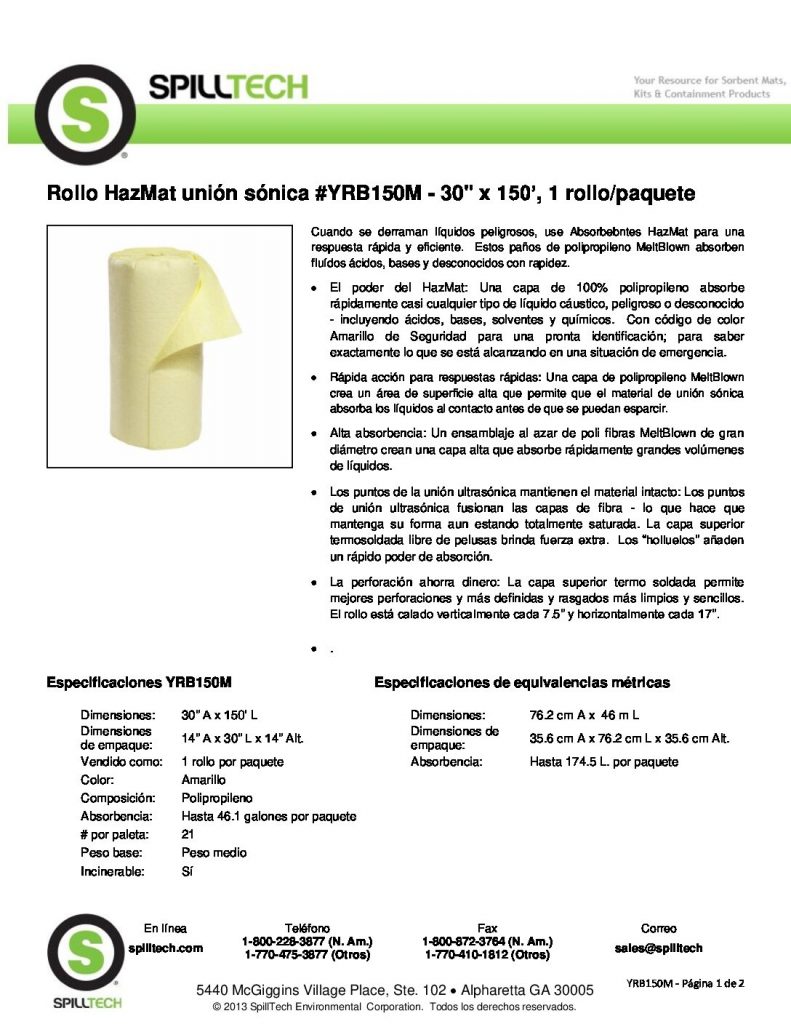 SPILLTECH
Your Resource for Sorbent Mats,
Kits & Containment Products
Rollo HazMat unión sónica #YRB150M - 30" x 150', 1 rollo/paquete
Cuando se derraman líquidos peligrosos, use Absorbebntes HazMat para una
respuesta rápida y eficiente. Estos paños de polipropileno MeltBlown absorben
fluídos ácidos, bases y desconocidos con rapidez.
• El poder del HazMat: Una capa de 100% polipropileno absorbe
rápidamente casi cualquier tipo de líquido cáustico, peligroso o desconocido
- incluyendo ácidos, bases, solventes y químicos. Con código de color
Amarillo de Seguridad para una pronta identificación; para saber
exactamente lo que se está alcanzando en una situación de emergencia.
• Rápida acción para respuestas rápidas: Una capa de polipropileno MeltBlown
crea un área de superficie alta que permite que el material de unión sónica
absorba los líquidos al contacto antes de que se puedan esparcir.
• Alta absorbencia: Un ensamblaje al azar de poli fibras MeltBlown de gran
diámetro crean una capa alta que absorbe rápidamente grandes volúmenes
de líquidos.
• Los puntos de la unión ultrasónica mantienen el material intacto: Los puntos
de unión ultrasónica fusionan las capas de fibra - lo que hace que
mantenga su forma aun estando totalmente saturada. La capa superior
termosoldada libre de pelusas brinda fuerza extra. Los "holluelos" añaden
un rápido poder de absorción.
• La perforación ahorra dinero: La capa superior termo soldada permite
mejores perforaciones y más definidas y rasgados más limpios y sencillos.
El rollo está calado verticalmente cada 7.5" y horizontalmente cada 17".
• .
Especificaciones YRB150M
Dimensiones: 30" A x 150' L
Dimensiones
de empaque: 14" A x 30" L x 14" Alt.
Vendido como: 1 rollo por paquete
Color: Amarillo
Composición: Polipropileno
Absorbencia: Hasta 46.1 galones por paquete
# por paleta: 21
Peso base: Peso medio
Incinerable: Sí
Especificaciones de equivalencias métricas
Dimensiones: 76.2 cm A x 46 m L
Dimensiones de
empaque: 35.6 cm A x 76.2 cm L x 35.6 cm Alt.
Absorbencia: Hasta 174.5 L. por paquete
S
SPILLTECH
En línea
spilltech.com
Teléfono
1-800-228-3877 (N. Am.)
1-770-475-3877 (Otros)
Fax
1-800-872-3764 (N. Am.)
1-770-410-1812 (Otros)
Correo
sales@spilltech
5440 McGiggins Village Place, Ste. 102 • Alpharetta GA 30005
© 2013 SpillTech Environmental Corporation. Todos los derechos reservados.
YRB150M - Página 1 de 2